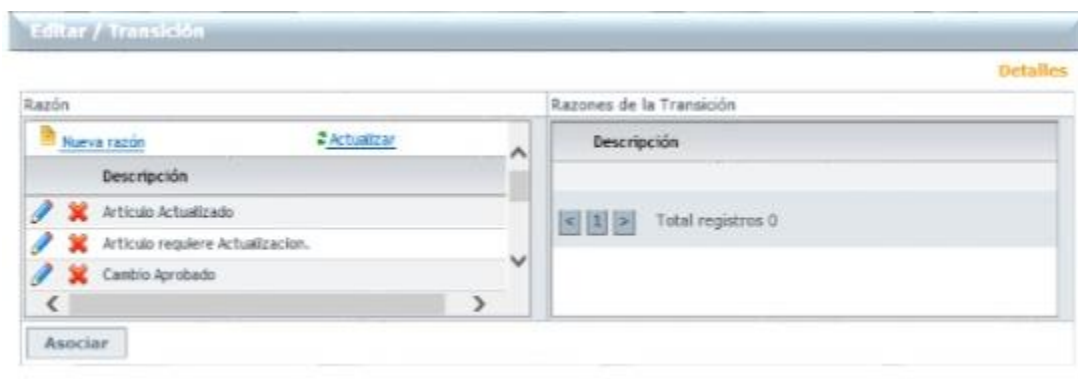 Editar / Transición
Detalles
Razón
Razones de la Transición
Nueva razón
Actualizar
Descripción
Artículo Actualizado
Artículo requiere Actualizacion.
Cambio Aprobado
Descripción
< 1 > Total registros 0
Asociar